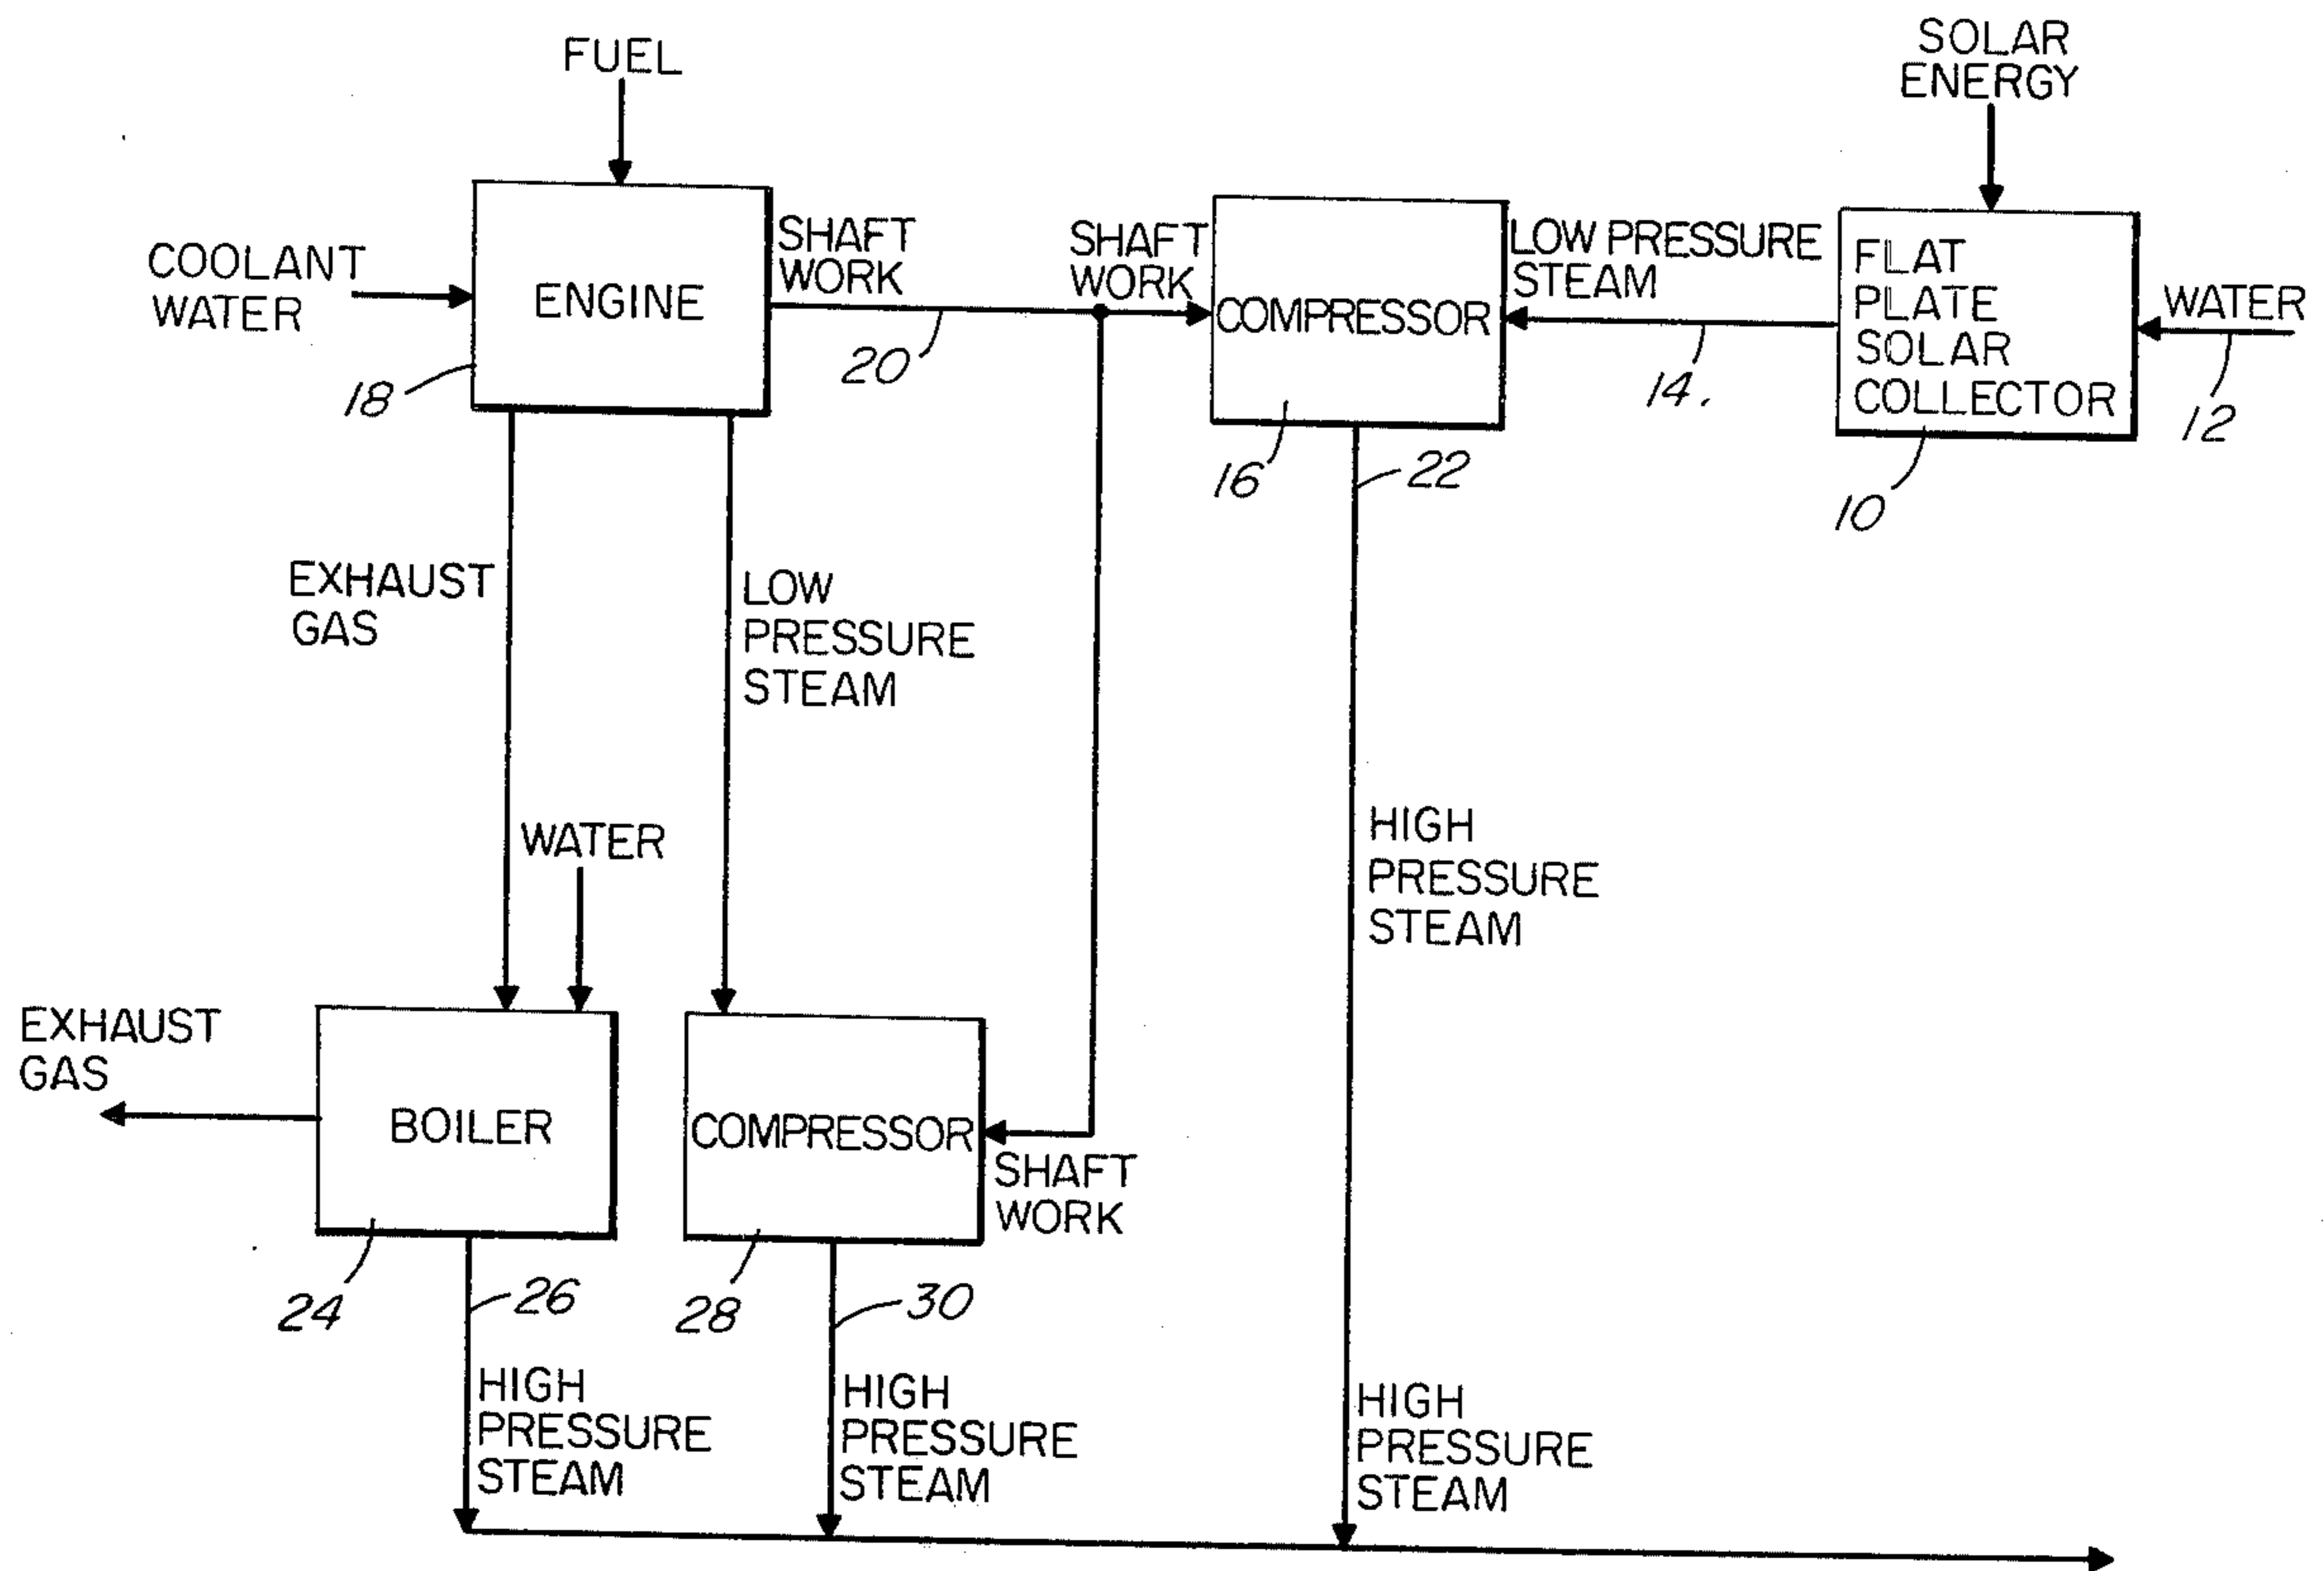 FUEL
SOLAR
ENERGY
COOLANT
WATER
ENGINE
SHAFT
WORK
SHAFT
WORK
COMPRESSOR
LOW PRESSURE
STEAM
FLAT
PLATE
SOLAR
COLLECTOR
WATER
18
20
16
22
14.
10
12
EXHAUST
GAS
LOW
PRESSURE
STEAM
WATER
HIGH
PRESSURE
STEAM
EXHAUST
GAS
BOILER
COMPRESSOR
SHAFT
WORK
24
26
28
30
HIGH
PRESSURE
STEAM
HIGH
PRESSURE
STEAM
HIGH
PRESSURE
STEAM